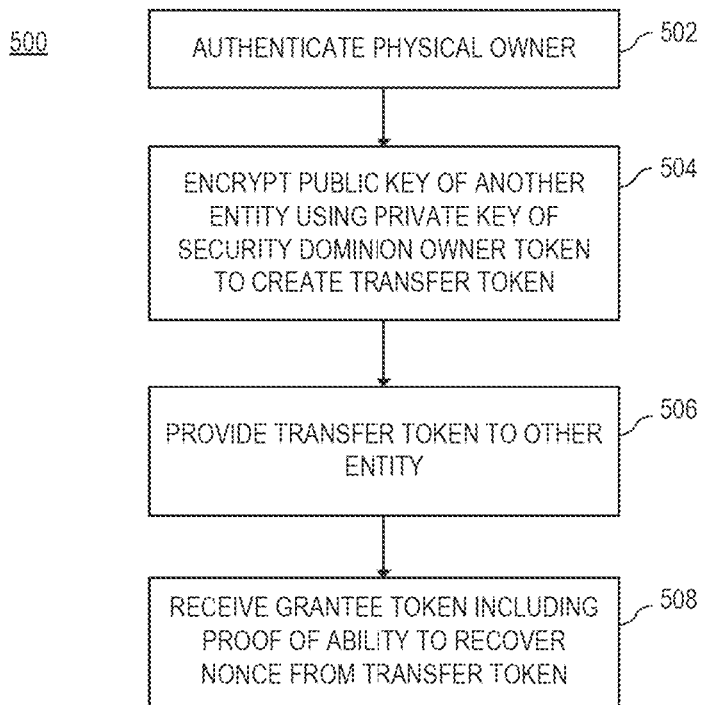 500
AUTHENTICATE PHYSICAL OWNER
502
ENCRYPT PUBLIC KEY OF ANOTHER
ENTITY USING PRIVATE KEY OF
SECURITY DOMINION OWNER TOKEN
TO CREATE TRANSFER TOKEN
504
PROVIDE TRANSFER TOKEN TO OTHER
ENTITY
506
RECEIVE GRANTEE TOKEN INCLUDING
PROOF OF ABILITY TO RECOVER
NONCE FROM TRANSFER TOKEN
508